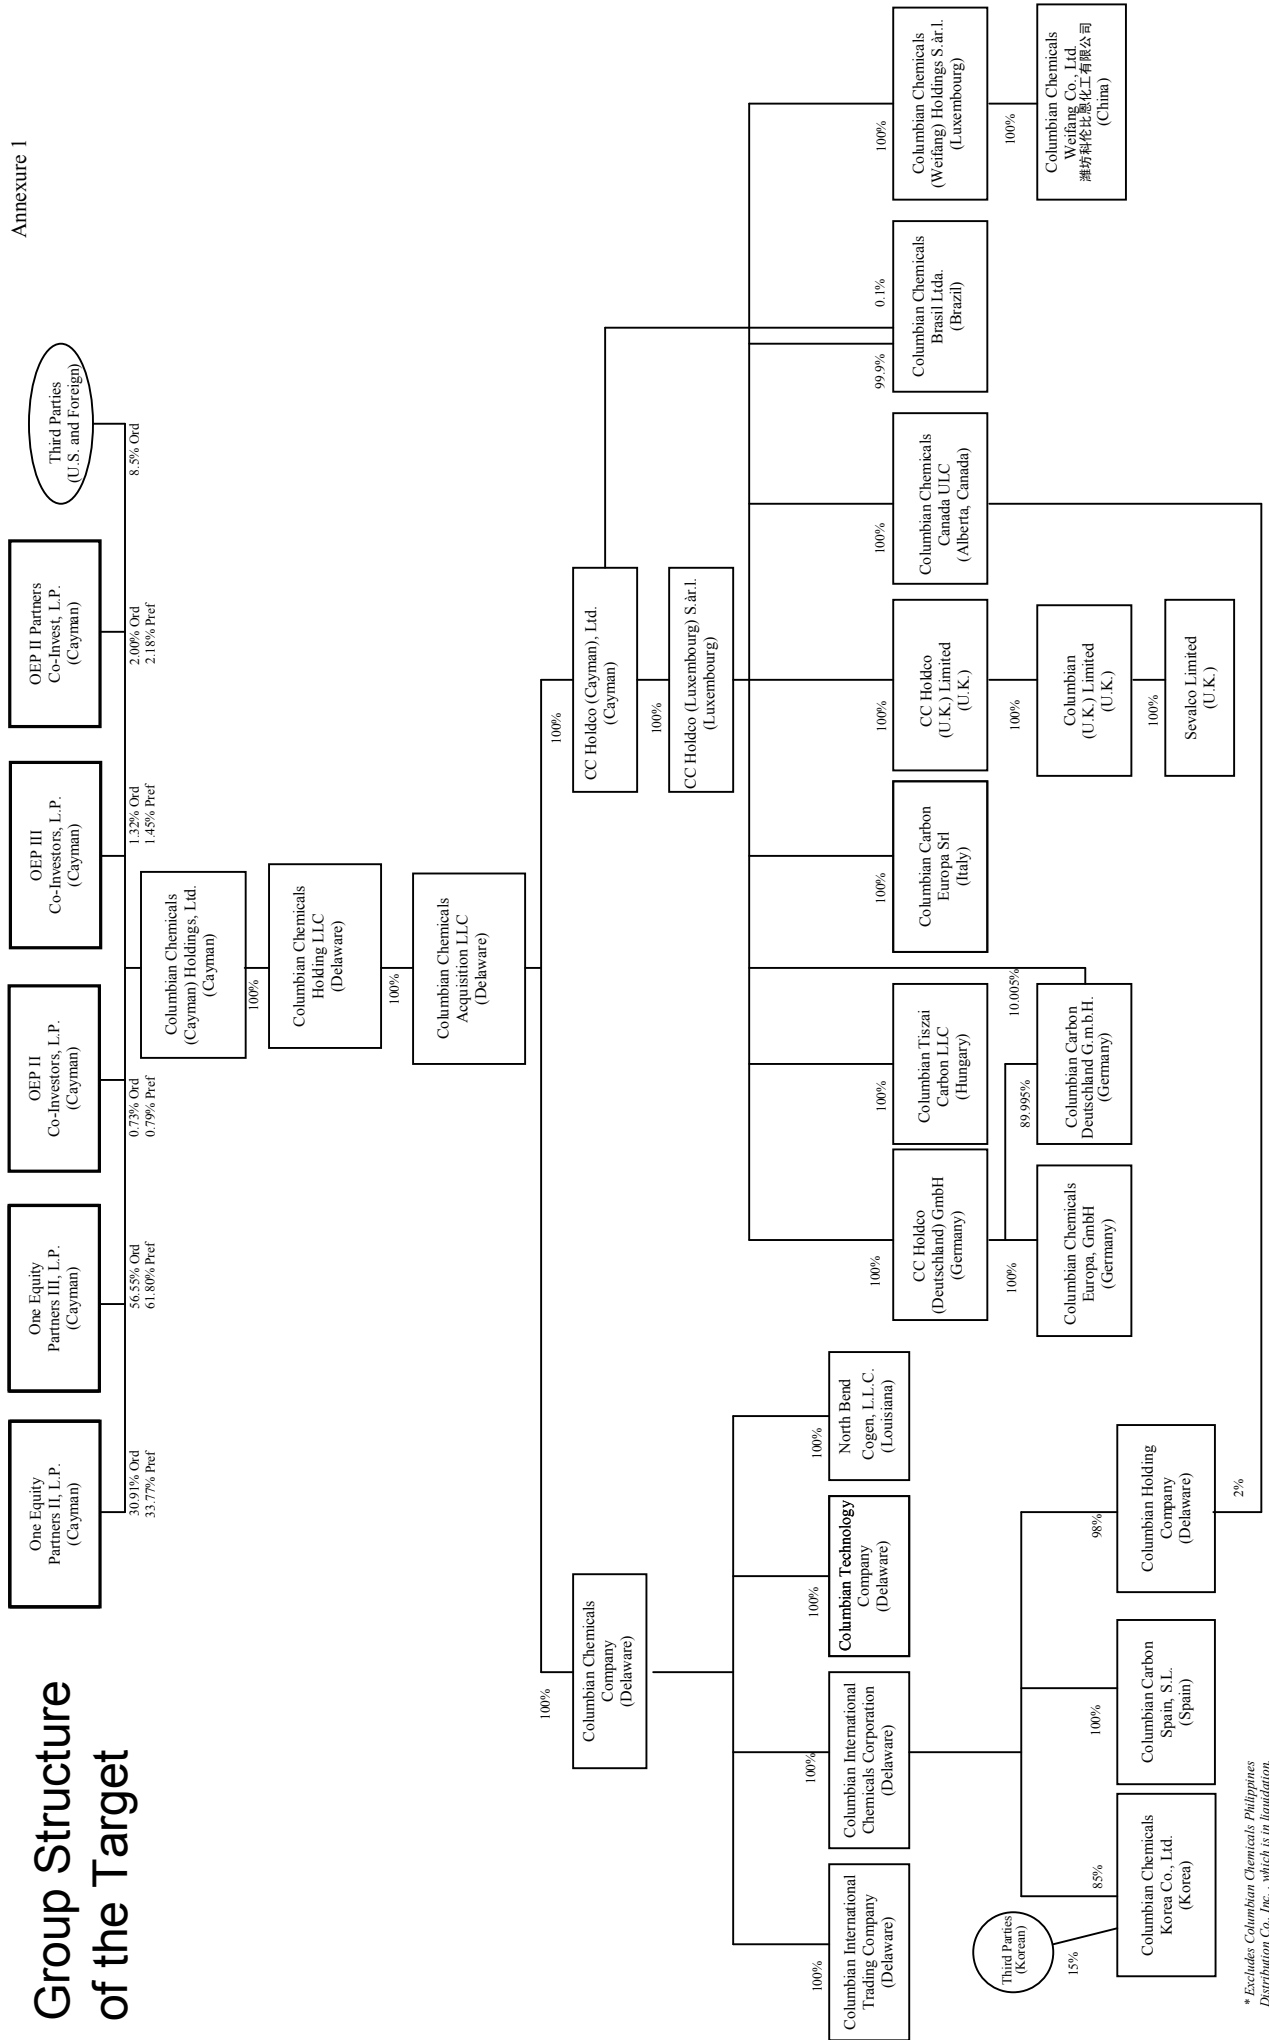 Group Structure
of the Target
Annexure 1
One Equity
Partners II, L.P.
(Cayman)
One Equity
Partners III, L.P.
(Cayman)
OEP II
Co-Investors, L.P.
(Cayman)
OEP III
Co-Investors, L.P.
(Cayman)
OEP II Partners
Co-Invest, L.P.
(Cayman)
Third Parties
(U.S. and Foreign)
30.91% Ord
33.77% Pref
56.55% Ord
61.80% Pref
0.73% Ord
0.79% Pref
1.32% Ord
1.45% Pref
2.00% Ord
2.18% Pref
8.5% Ord
Columbian Chemicals
(Cayman) Holdings, Ltd.
(Cayman)
100%
Columbian Chemicals
Holding LLC
(Delaware)
100%
Columbian Chemicals
Acquisition LLC
(Delaware)
100%
Columbian Chemicals
Company
(Delaware)
100%
CC Holdco (Cayman), Ltd.
(Cayman)
100%
CC Holdco (Luxembourg) S.àr.l.
(Luxembourg)
100%
Columbian International
Trading Company
(Delaware)
100%
Columbian International
Chemicals Corporation
(Delaware)
100%
Columbian Technology
Company
(Delaware)
100%
North Bend
Cogen, L.L.C.
(Louisiana)
100%
CC Holdco
(Deutschland) GmbH
(Germany)
100%
Columbian Tiszai
Carbon LLC
(Hungary)
100%
Columbian Carbon
Europa Srl
(Italy)
100%
CC Holdco
(U.K.) Limited
(U.K.)
100%
Columbian Chemicals
Canada ULC
(Alberta, Canada)
99.9%
0.1%
Columbian Chemicals
Brasil Ltda.
(Brazil)
100%
Columbian Chemicals
(Weifang) Holdings S.àr.l.
(Luxembourg)
Third Parties
(Korean)
15%
85%
Columbian Chemicals
Korea Co., Ltd.
(Korea)
100%
Columbian Carbon
Spain, S.L.
(Spain)
98%
Columbian Holding
Company
(Delaware)
2%
100%
Columbian Chemicals
Europa, GmbH
(Germany)
89.995%
10.005%
Columbian Carbon
Deutschland G.m.b.H.
(Germany)
100%
Columbian
(U.K.) Limited
(U.K.)
100%
Sevalco Limited
(U.K.)
100%
Columbian Chemicals
Weifang Co., Ltd.
潍坊科伦比恩化工有限公司
(China)
* Excludes Columbian Chemicals Philippines
Distribution Co., Inc., which is in liquidation.